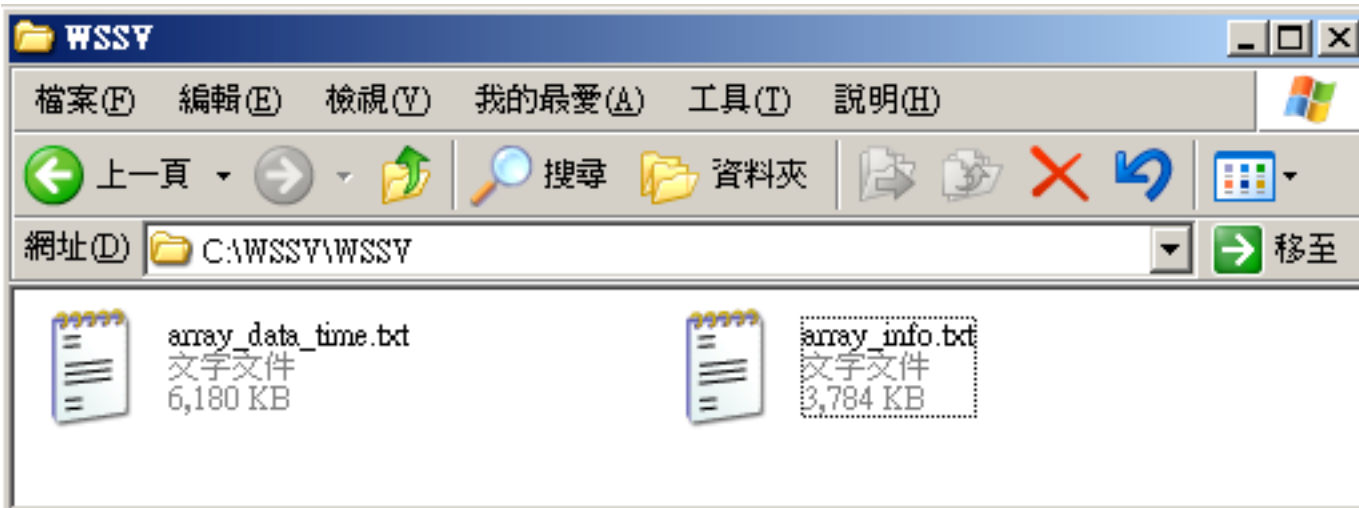 WSSV
檔案(F) 編輯(E) 檢視(V) 我的最愛(A) 工具(T) 說明(H)
上一頁 搜尋 資料夾
網址(D) C:\WSSV\WSSV 移至
array_data_time.txt
文字文件
6,180 KB
array_info.txt
文字文件
3,784 KB